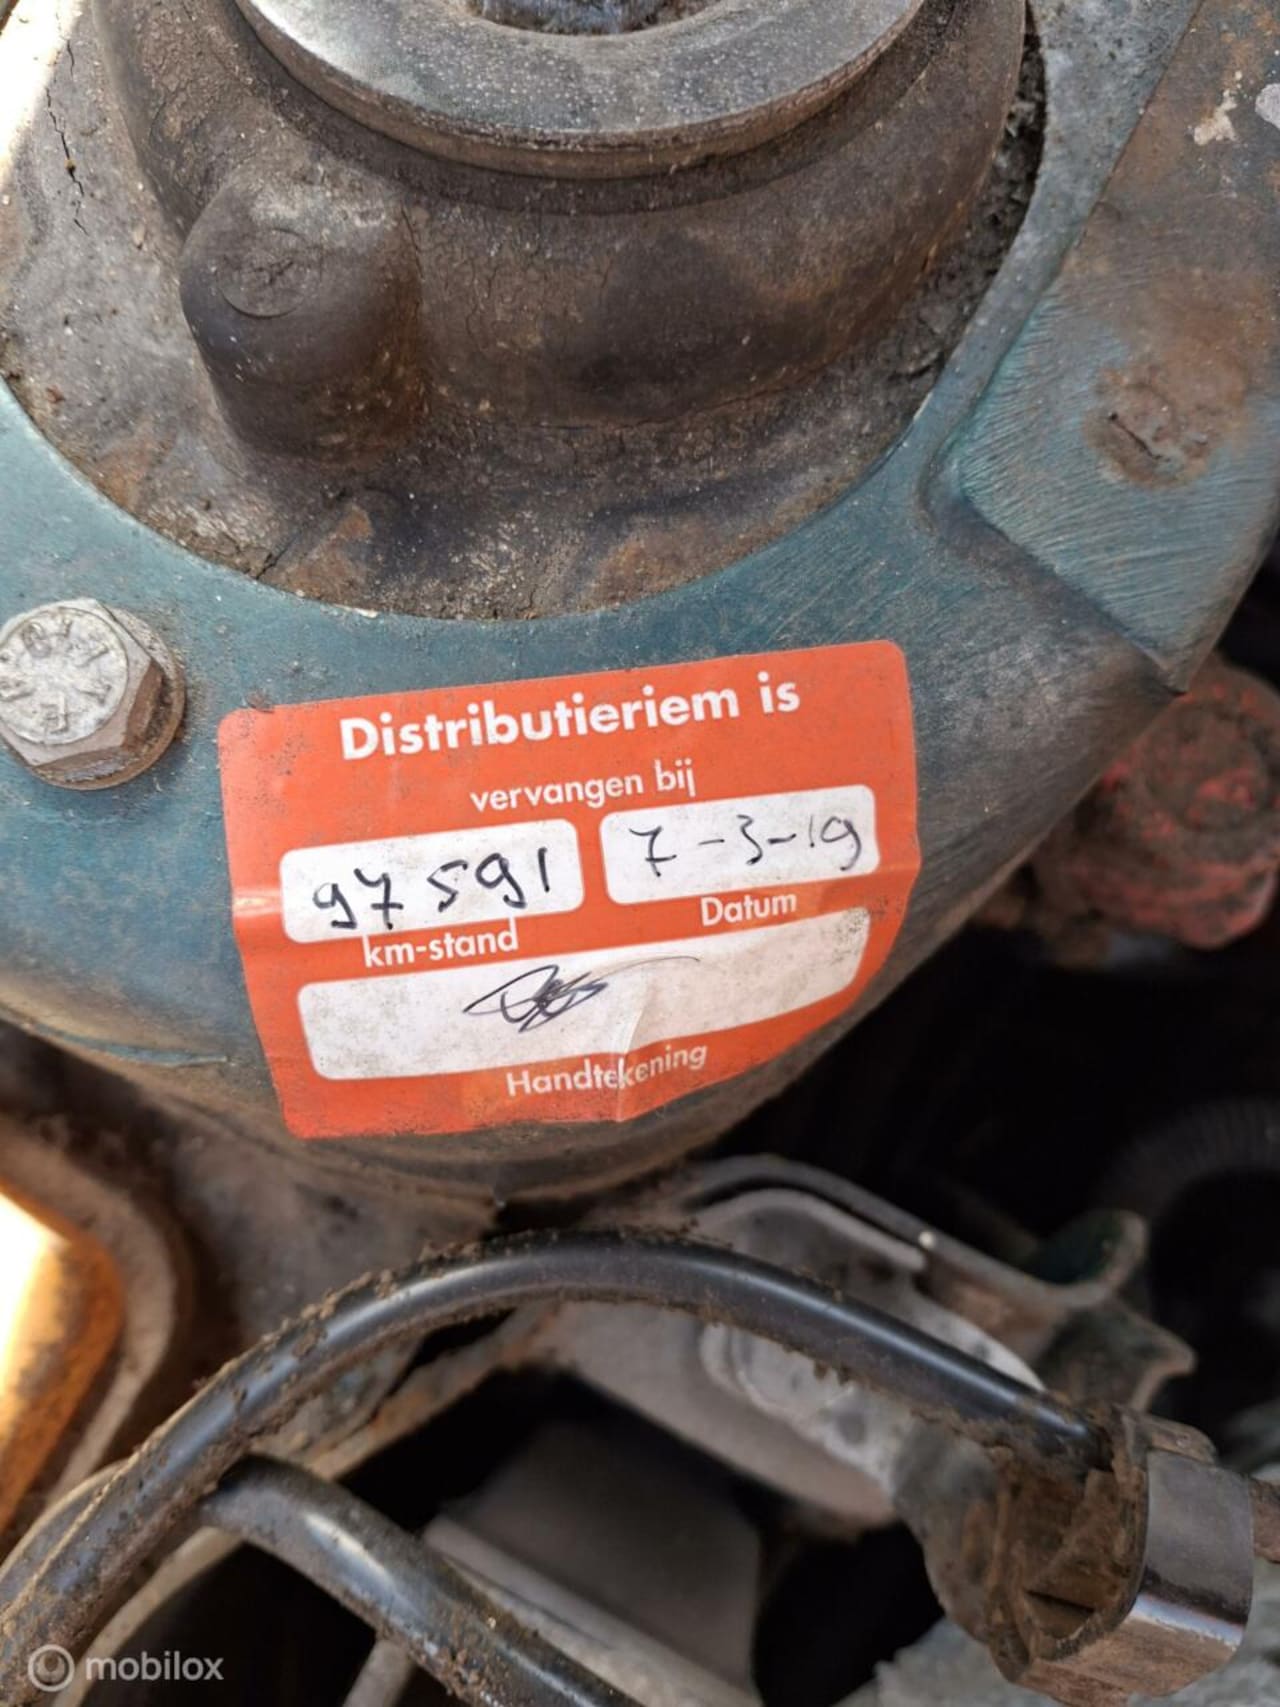 Distributieriem is
vervangen bij
97591
7-3-19
km-stand
Datum
Handtekening
mobilox